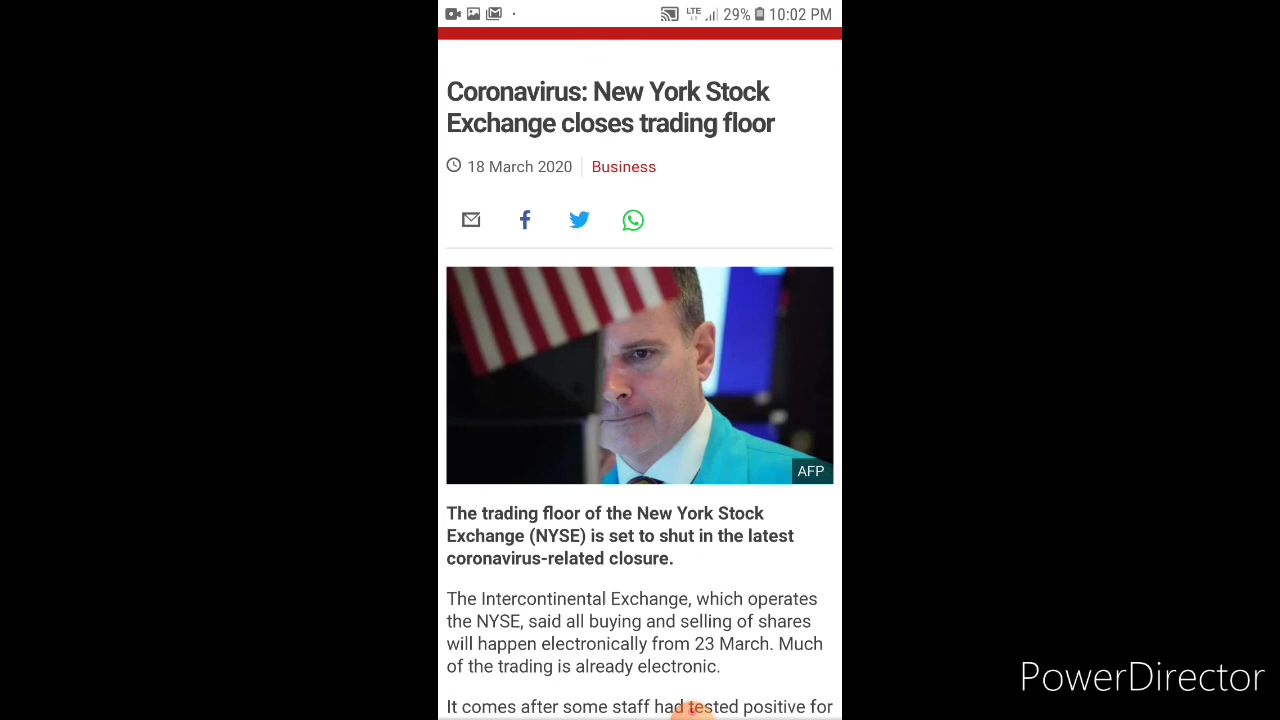 LTE 29% 10:02 PM
Coronavirus: New York Stock
Exchange closes trading floor
18 March 2020 Business
AFP
The trading floor of the New York Stock
Exchange (NYSE) is set to shut in the latest
coronavirus-related closure.
The Intercontinental Exchange, which operates
the NYSE, said all buying and selling of shares
will happen electronically from 23 March. Much
of the trading is already electronic.
It comes after some staff had tested positive for
PowerDirector